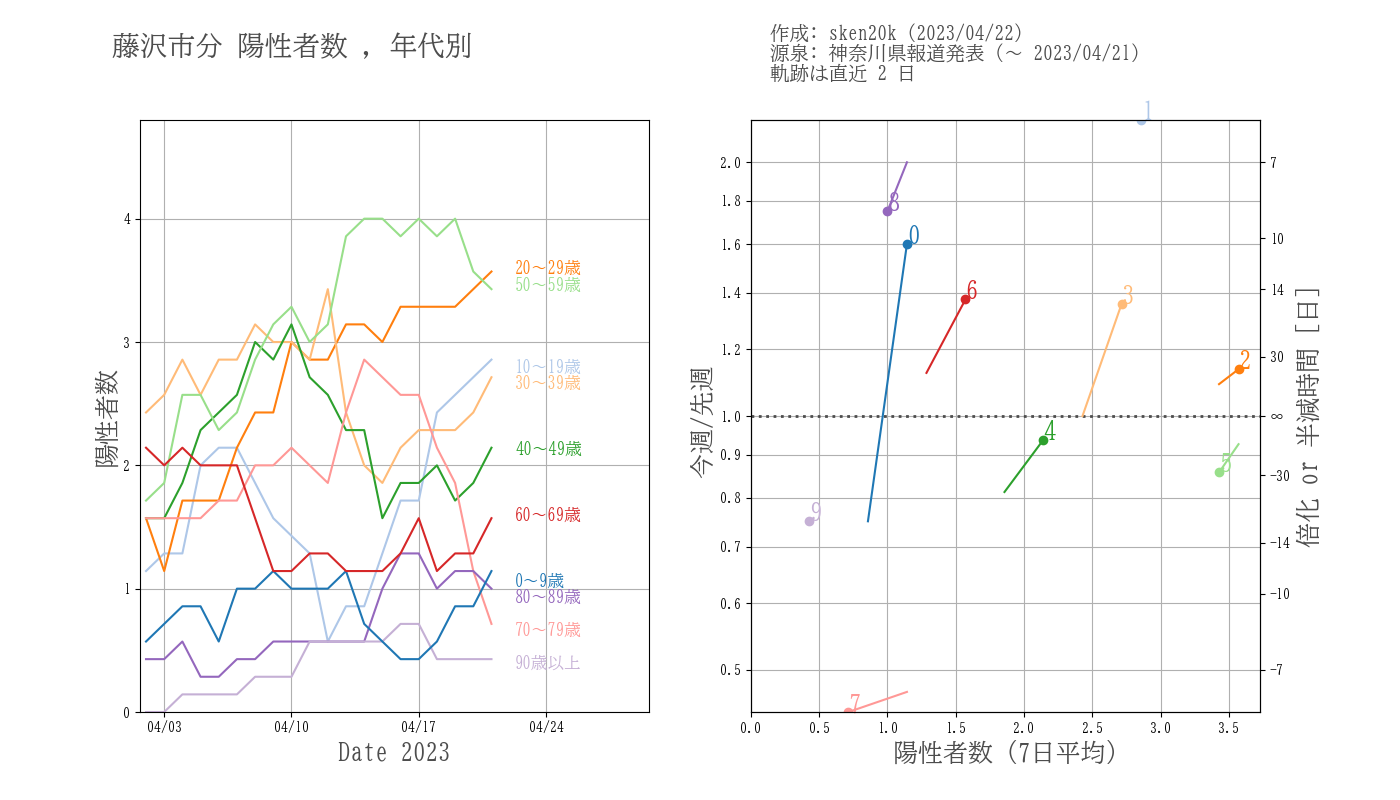 藤沢市分 陽性者数 , 年代別
作成: sken20k (2023/04/22)
源泉: 神奈川県報道発表 (〜 2023/04/21)
軌跡は直近 2 日
陽性者数
4
3
2
1
0
04/03
04/10
04/17
04/24
Date 2023
20〜29歳
50〜59歳
10〜19歳
30〜39歳
40〜49歳
60〜69歳
0〜9歳
80〜89歳
70〜79歳
90歳以上
今週/先週
2.0
1.8
1.6
1.4
1.2
1.0
0.9
0.8
0.7
0.6
0.5
1
8
0
6
3
2
4
5
9
7
0.0
0.5
1.0
1.5
2.0
2.5
3.0
3.5
陽性者数 (7日平均)
7
10
14
30
∞
-30
-14
-10
-7
倍化 or 半減時間 [日]